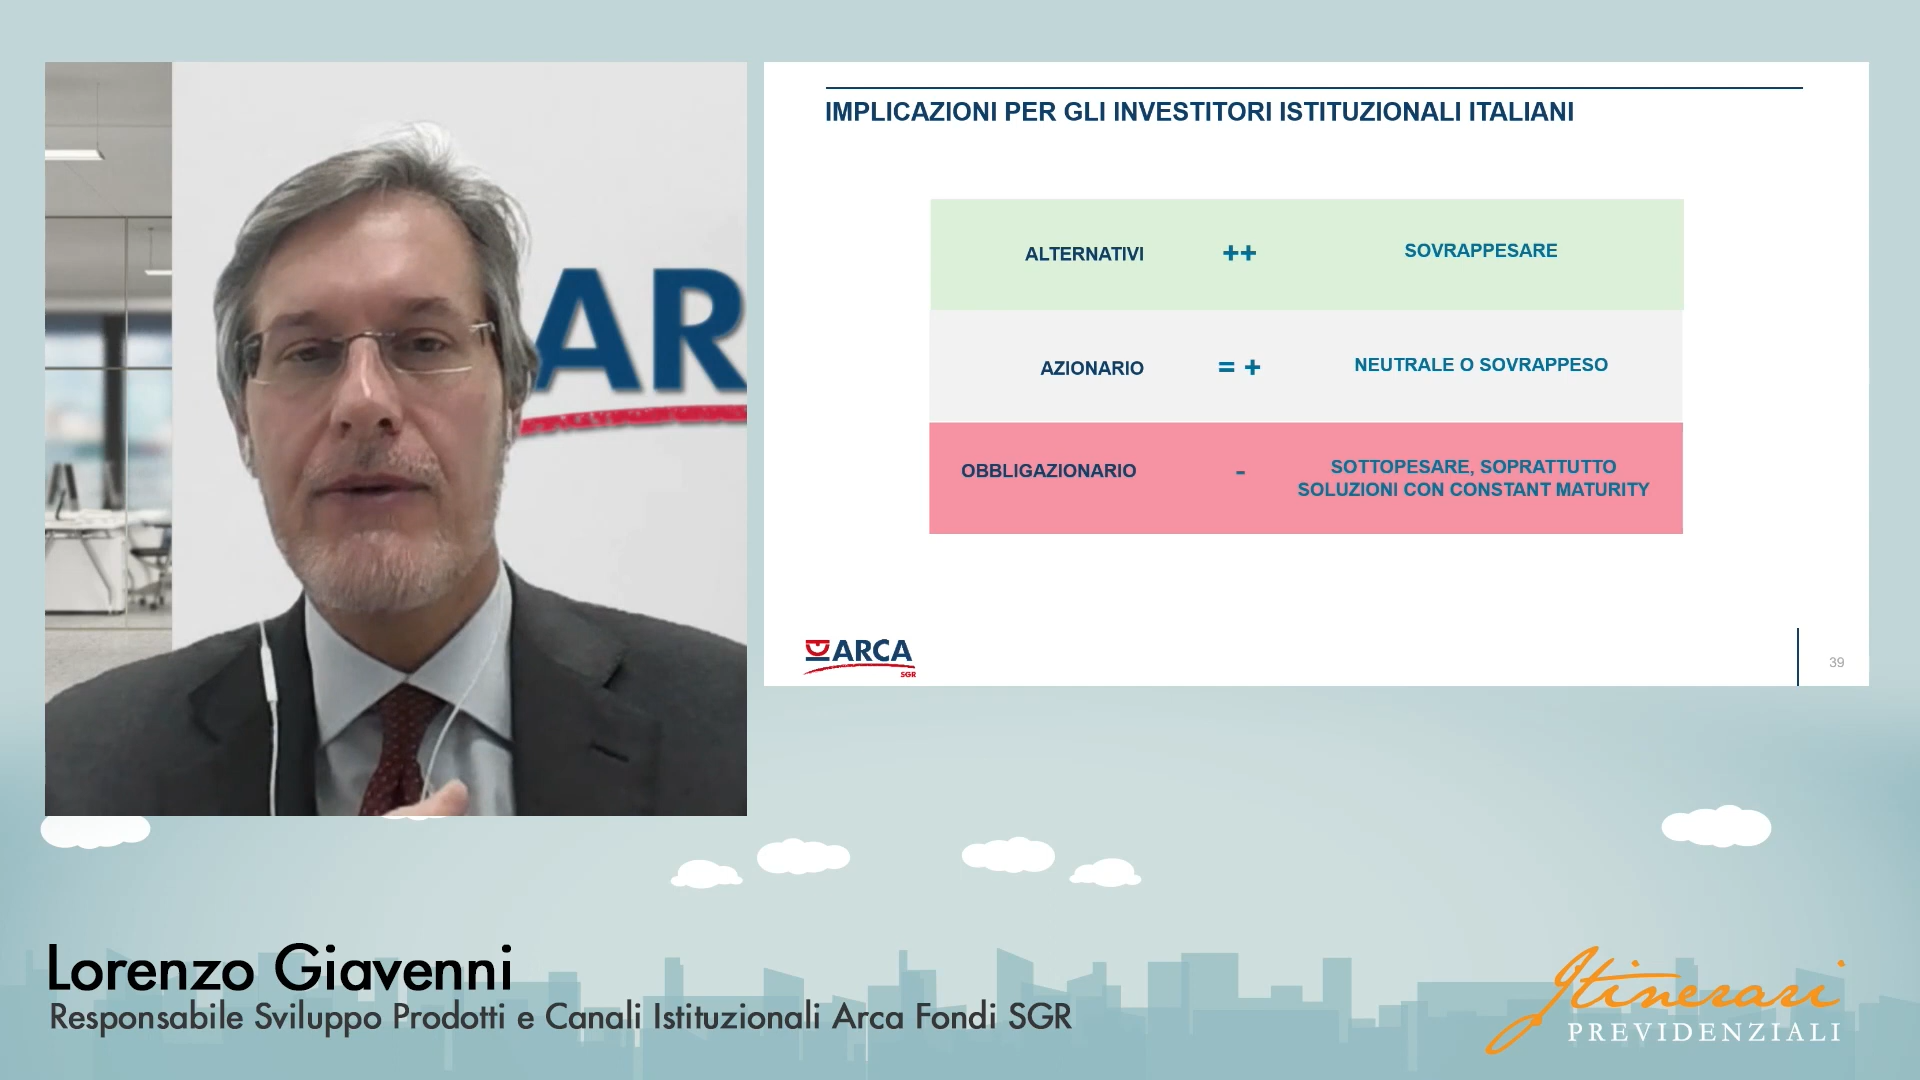 AR
IMPLICAZIONI PER GLI INVESTITORI ISTITUZIONALI ITALIANI
ALTERNATIVI ++ SOVRAPPESARE
AZIONARIO = + NEUTRALE O SOVRAPPESO
OBBLIGAZIONARIO - SOTTOPESARE, SOPRATTUTTO
SOLUZIONI CON CONSTANT MATURITY
ARCA
SGR
39
Lorenzo Giavenni
Responsabile Sviluppo Prodotti e Canali Istituzionali Arca Fondi SGR
Itinerari
PREVIDENZIALI